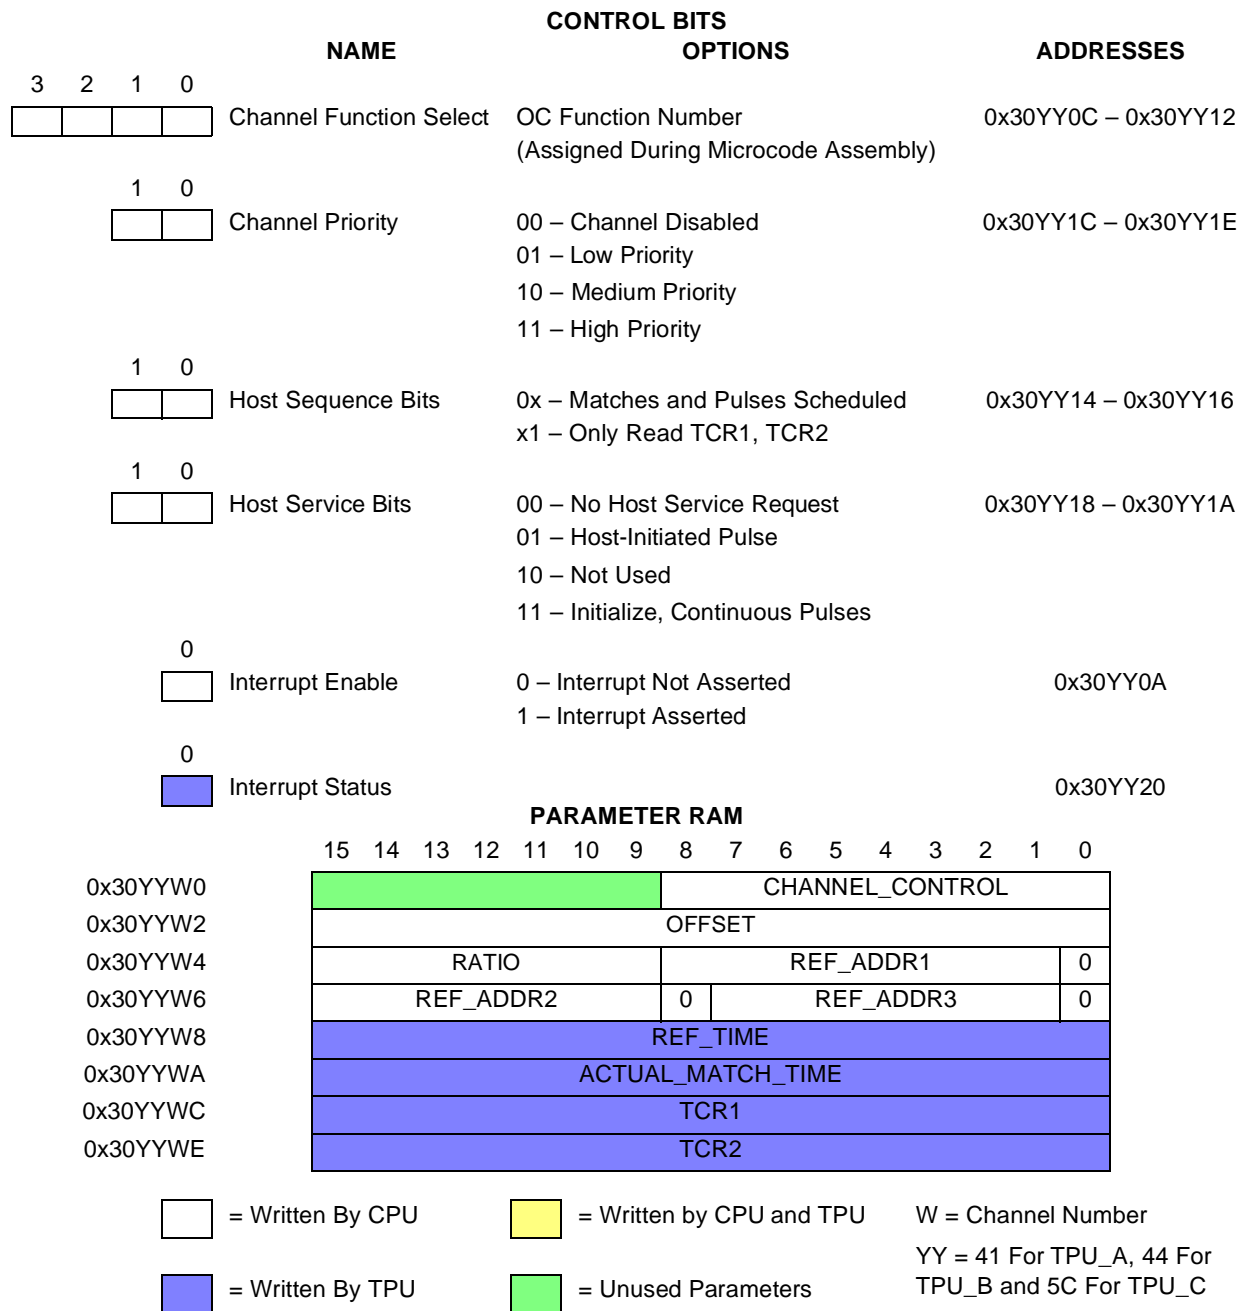 CONTROL BITS
NAME OPTIONS ADDRESSES
3 2 1 0
Channel Function Select OC Function Number 0x30YY0C – 0x30YY12
(Assigned During Microcode Assembly)
1 0
Channel Priority 00 – Channel Disabled 0x30YY1C – 0x30YY1E
01 – Low Priority
10 – Medium Priority
11 – High Priority
1 0
Host Sequence Bits 0x – Matches and Pulses Scheduled 0x30YY14 – 0x30YY16
x1 – Only Read TCR1, TCR2
1 0
Host Service Bits 00 – No Host Service Request 0x30YY18 – 0x30YY1A
01 – Host-Initiated Pulse
10 – Not Used
11 – Initialize, Continuous Pulses
0
Interrupt Enable 0 – Interrupt Not Asserted 0x30YY0A
1 – Interrupt Asserted
0
Interrupt Status 0x30YY20
PARAMETER RAM
15 14 13 12 11 10 9 8 7 6 5 4 3 2 1 0
0x30YYW0 CHANNEL_CONTROL
0x30YYW2 OFFSET
0x30YYW4 RATIO REF_ADDR1 0
0x30YYW6 REF_ADDR2 0 REF_ADDR3 0
0x30YYW8 REF_TIME
0x30YYWA ACTUAL_MATCH_TIME
0x30YYWC TCR1
0x30YYWE TCR2
= Written By CPU = Written by CPU and TPU W = Channel Number
YY = 41 For TPU_A, 44 For
= Written By TPU = Unused Parameters TPU_B and 5C For TPU_C